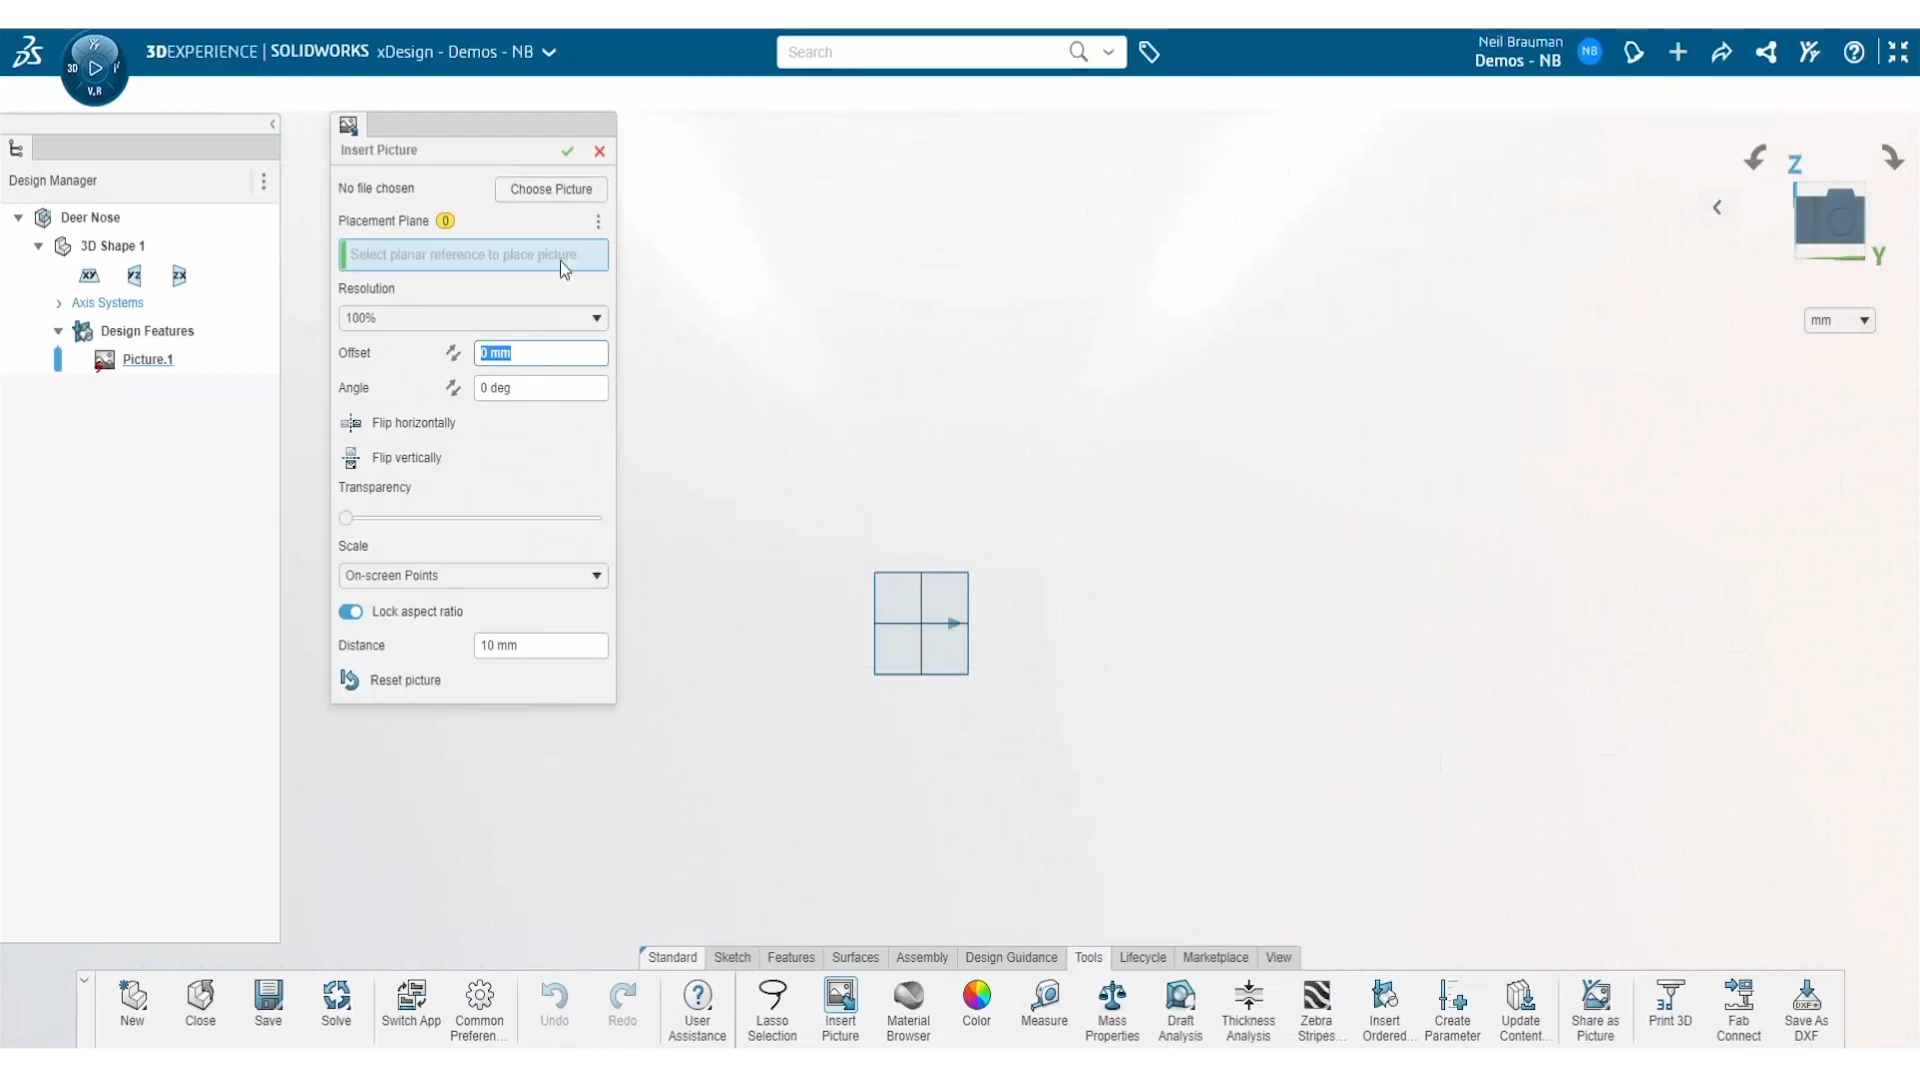 3DEXPERIENCE | SOLIDWORKS xDesign - Demos - NB
Search
Neil Brauman
Demos - NB
NB
3D
V.R
Design Manager
Deer Nose
3D Shape 1
XY YZ ZX
Axis Systems
Design Features
Picture.1
Insert Picture
No file chosen
Choose Picture
Placement Plane 0
Select planar reference to place picture
Resolution
100%
Offset
0 mm
Angle
0 deg
Flip horizontally
Flip vertically
Transparency
Scale
On-screen Points
Lock aspect ratio
Distance
10 mm
Reset picture
Z
Y
mm
Standard Sketch Features Surfaces Assembly Design Guidance Tools Lifecycle Marketplace View
New
Close
Save
Solve
Switch App
Common
Preferen...
Undo
Redo
User
Assistance
Lasso
Selection
Insert
Picture
Material
Browser
Color
Measure
Mass
Properties
Draft
Analysis
Thickness
Analysis
Zebra
Stripes...
Insert
Ordered...
Create
Parameter
Update
Content...
Share as
Picture
Print 3D
Fab
Connect
Save As
DXF